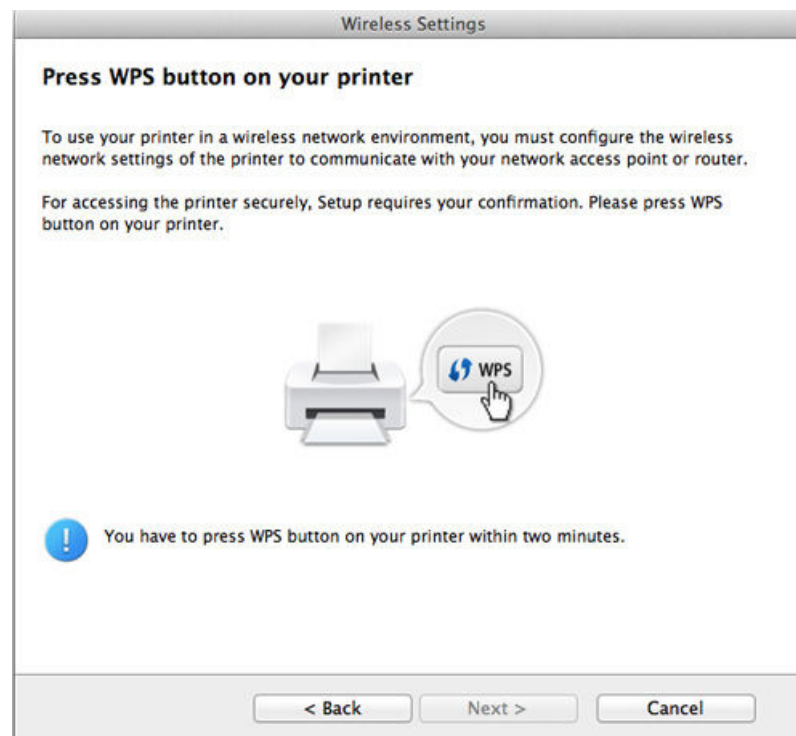 Wireless Settings
Press WPS button on your printer
To use your printer in a wireless network environment, you must configure the wireless
network settings of the printer to communicate with your network access point or router.
For accessing the printer securely, Setup requires your confirmation. Please press WPS
button on your printer.
WPS
You have to press WPS button on your printer within two minutes.
< Back
Next >
Cancel